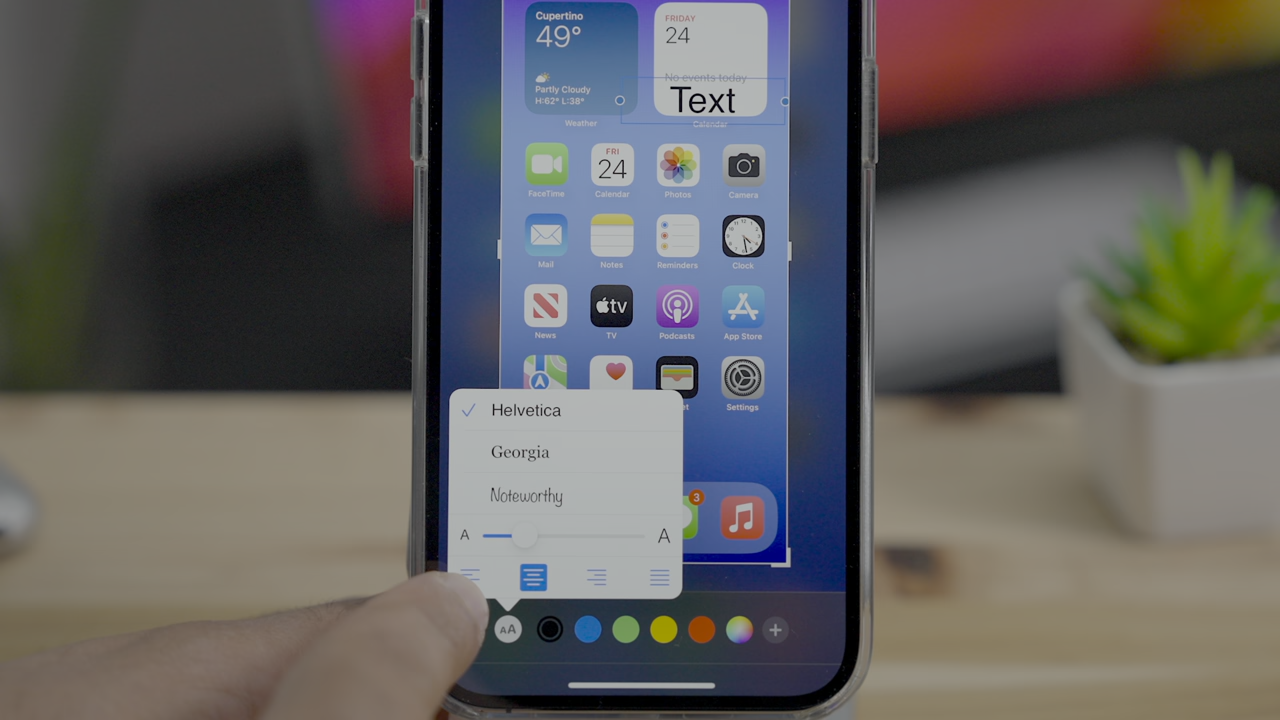 Cupertino
49°
Partly Cloudy
H:62° L:38°
Weather
FRIDAY
24
No events today
Text
Calendar
FRI
24
FaceTime
Calendar
Photos
Camera
Mail
Notes
Reminders
Clock
tv
News
TV
Podcasts
App Store
Settings
Helvetica
Georgia
Noteworthy
A
A
3
AA